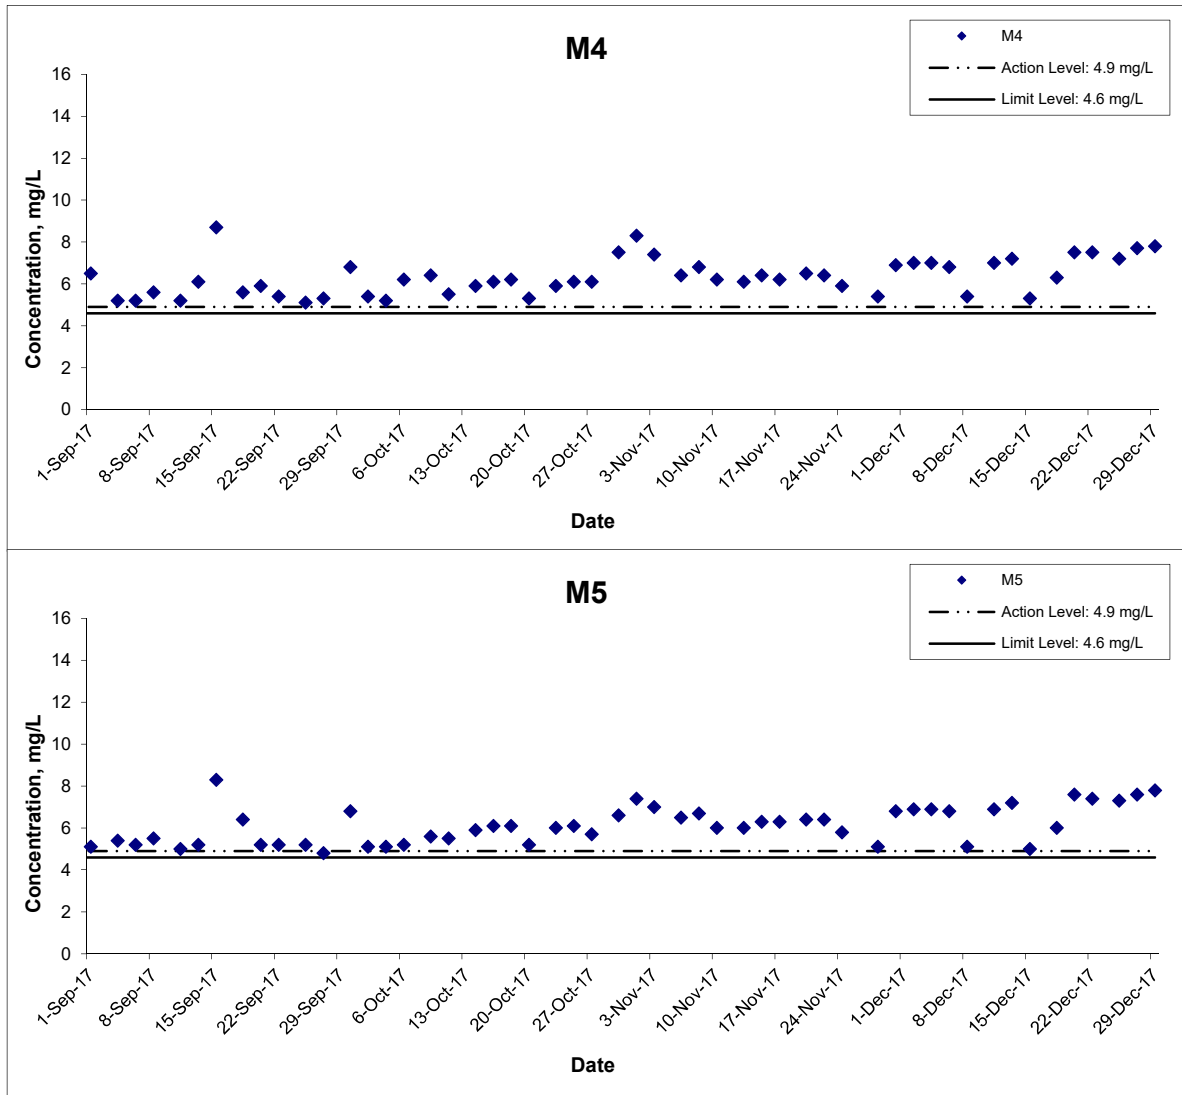 M4
M4
Action Level: 4.9 mg/L
Limit Level: 4.6 mg/L
Concentration, mg/L
16
14
12
10
8
6
4
2
0
1-Sep-17
8-Sep-17
15-Sep-17
22-Sep-17
29-Sep-17
6-Oct-17
13-Oct-17
20-Oct-17
27-Oct-17
3-Nov-17
10-Nov-17
17-Nov-17
24-Nov-17
1-Dec-17
8-Dec-17
15-Dec-17
22-Dec-17
29-Dec-17
Date
M5
M5
Action Level: 4.9 mg/L
Limit Level: 4.6 mg/L
Concentration, mg/L
16
14
12
10
8
6
4
2
0
1-Sep-17
8-Sep-17
15-Sep-17
22-Sep-17
29-Sep-17
6-Oct-17
13-Oct-17
20-Oct-17
27-Oct-17
3-Nov-17
10-Nov-17
17-Nov-17
24-Nov-17
1-Dec-17
8-Dec-17
15-Dec-17
22-Dec-17
29-Dec-17
Date